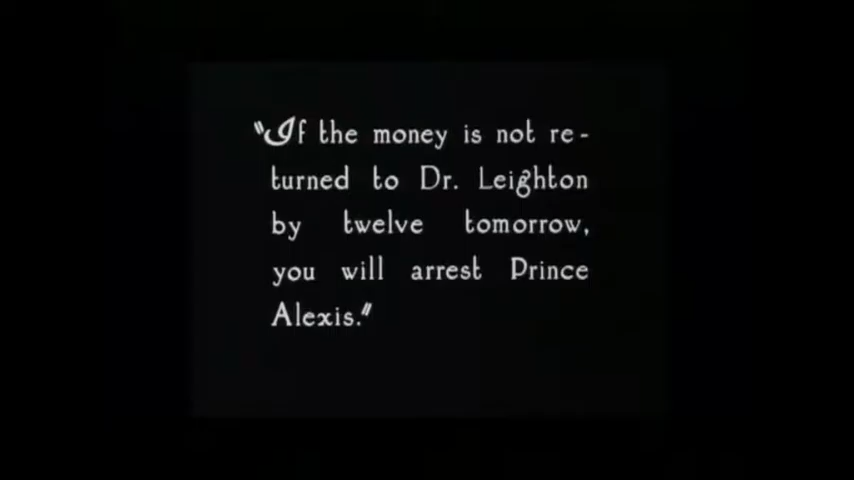 "If the money is not re-
turned to Dr. Leighton
by twelve tomorrow,
you will arrest Prince
Alexis."